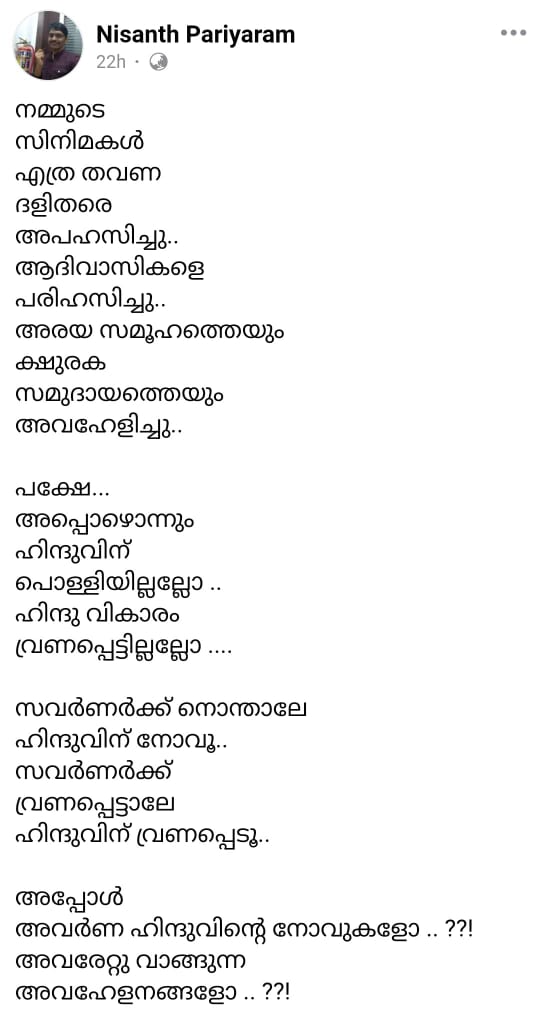 Nisanth Pariyaram
22h ·
നമ്മുടെ
സിനിമകൾ
എത്ര തവണ
ദളിതരെ
അപഹസിച്ചു..
ആദിവാസികളെ
പരിഹസിച്ചു..
അരയ സമൂഹത്തെയും
ക്ഷുരക
സമുദായത്തെയും
അവഹേളിച്ചു..
പക്ഷേ...
അപ്പൊഴൊന്നും
ഹിന്ദുവിന്
പൊള്ളിയില്ലല്ലോ ..
ഹിന്ദു വികാരം
വ്രണപ്പെട്ടില്ലല്ലോ ....
സവർണർക്ക് നൊന്താലേ
ഹിന്ദുവിന് നോവൂ..
സവർണർക്ക്
വ്രണപ്പെട്ടാലേ
ഹിന്ദുവിന് വ്രണപ്പെടൂ..
അപ്പോൾ
അവർണ ഹിന്ദുവിന്റെ നോവുകളോ .. ??!
അവരേറ്റു വാങ്ങുന്ന
അവഹേളനങ്ങളോ .. ??!